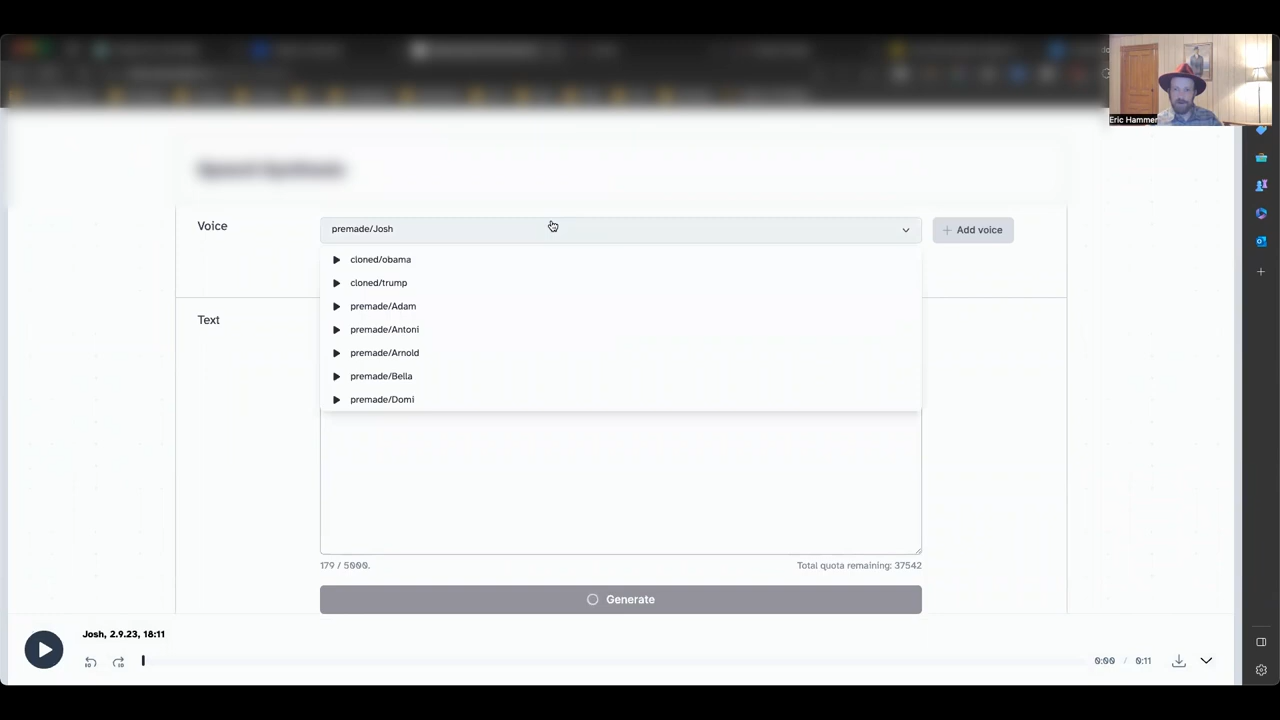 Eric Hammer
Voice
premade/Josh
+ Add voice
cloned/obama
cloned/trump
premade/Adam
Text
premade/Antoni
premade/Arnold
premade/Bella
premade/Domi
179 / 5000.
Total quota remaining: 37542
Generate
Josh, 2.9.23, 18:11
0:00 / 0:11